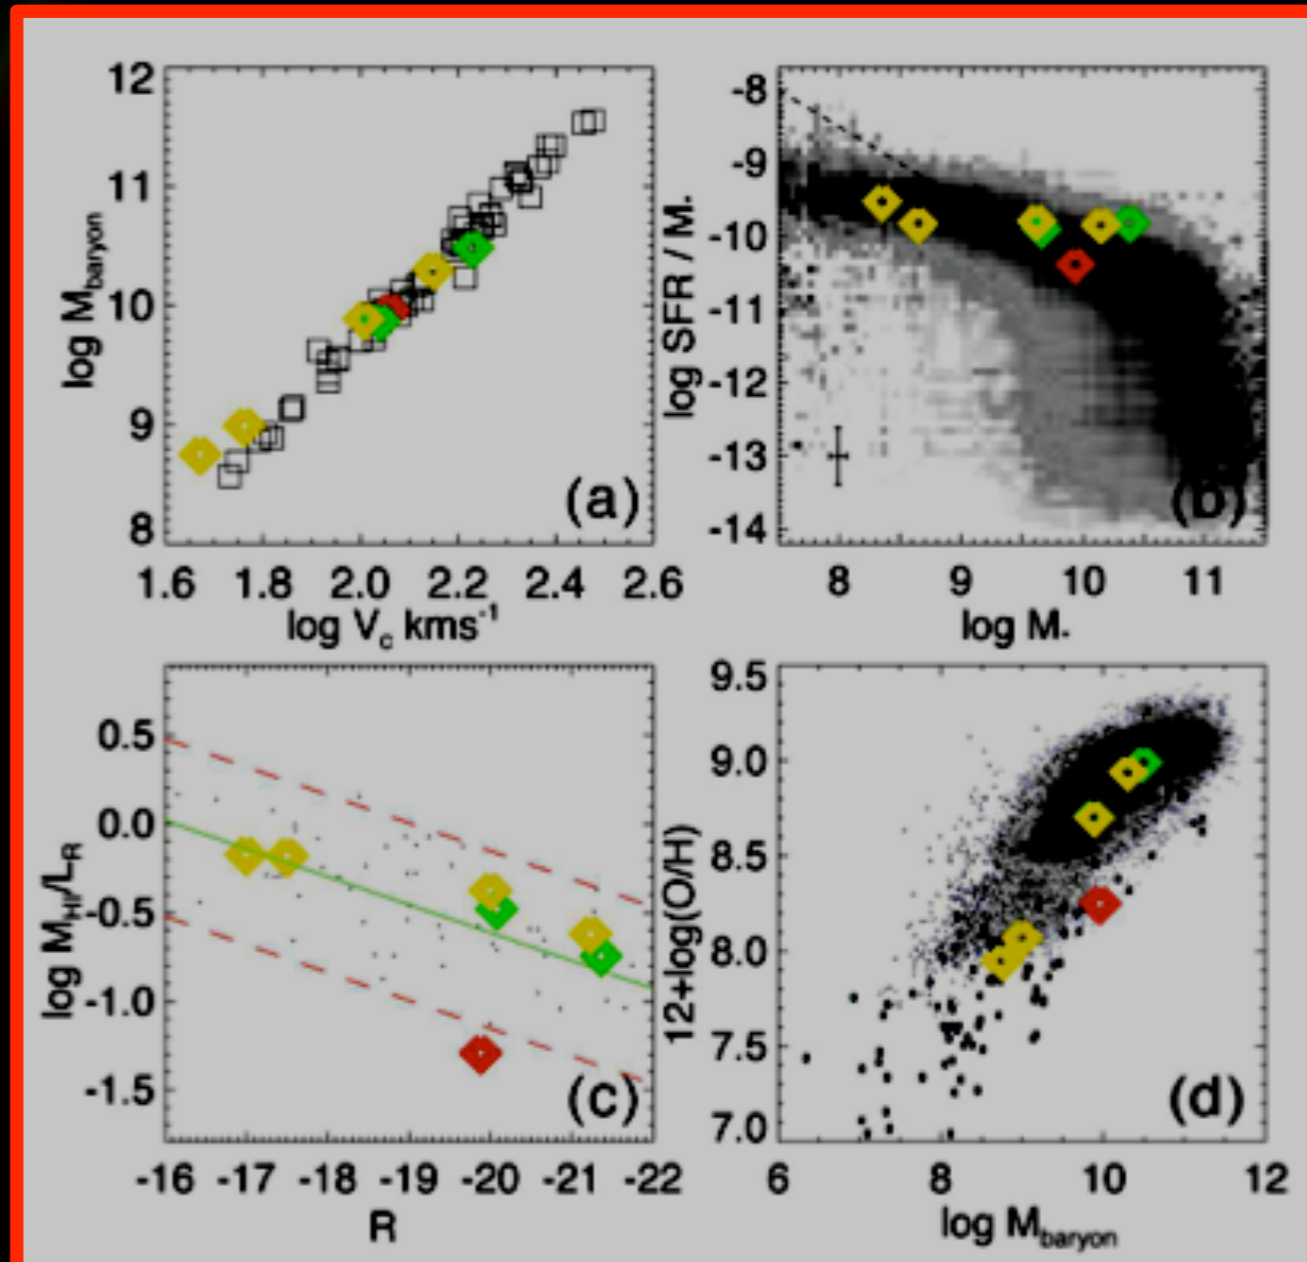 12
11
10
9
8
log M_baryon
(a)
1.6 1.8 2.0 2.2 2.4 2.6
log V_c kms^-1
-8
-9
-10
-11
-12
-13
-14
log SFR / M*
(b)
8 9 10 11
log M*
0.5
0.0
-0.5
-1.0
-1.5
log M_HI/L_R
(c)
-16 -17 -18 -19 -20 -21 -22
R
9.5
9.0
8.5
8.0
7.5
7.0
12+log(O/H)
(d)
6 8 10 12
log M_baryon